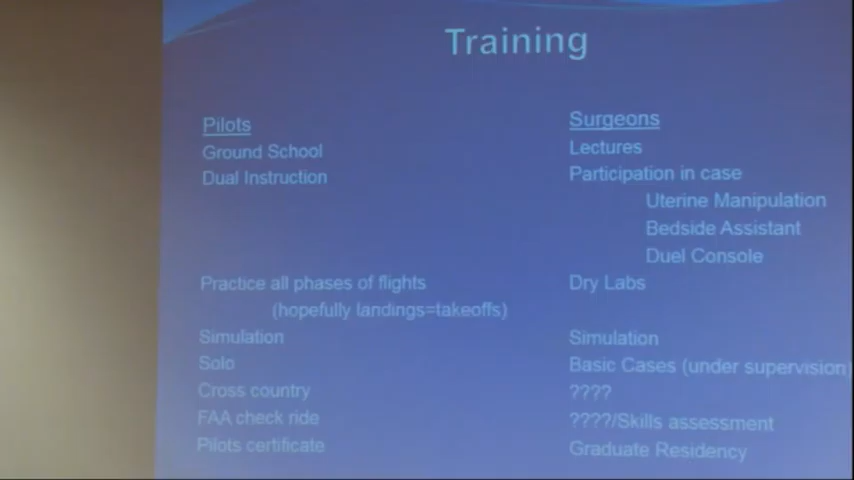 Training
Pilots
Ground School
Dual Instruction
Practice all phases of flights
(hopefully landings=takeoffs)
Simulation
Solo
Cross country
FAA check ride
Pilots certificate
Surgeons
Lectures
Participation in case
Uterine Manipulation
Bedside Assistant
Duel Console
Dry Labs
Simulation
Basic Cases (under supervision)
????
????/Skills assessment
Graduate Residency